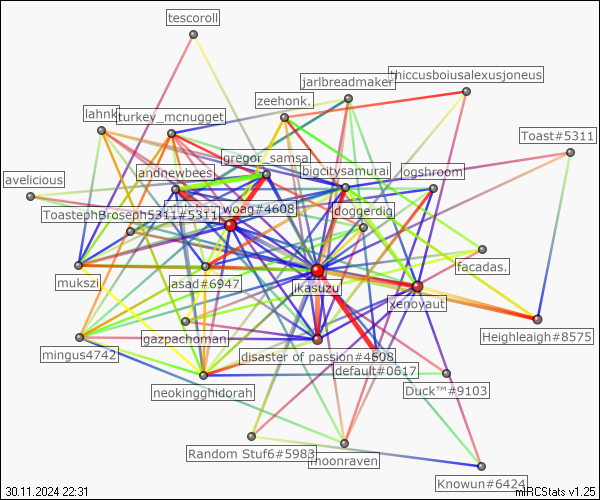 tescoroll
thiccusboiusalexusjoneus
jarlbreadmaker
zeehonk.
lahnk
turkey_mcnugget
Toast#5311
gregor_samsa
andnewbees
bigcitysamurai
ogshroom
avelicious
woag#4608
ToastephBroseph5311#5311
doggerdig
facadas.
mukszi
asad#6947
ikasuzu
xenoyaut
gazpachoman
Heighleaigh#8575
mingus4742
disaster of passion#4608
default#0617
neokingghidorah
Duck™#9103
Random Stuf6#5983
moonraven
Knowun#6424
30.11.2024 22:31
mIRCStats v1.25